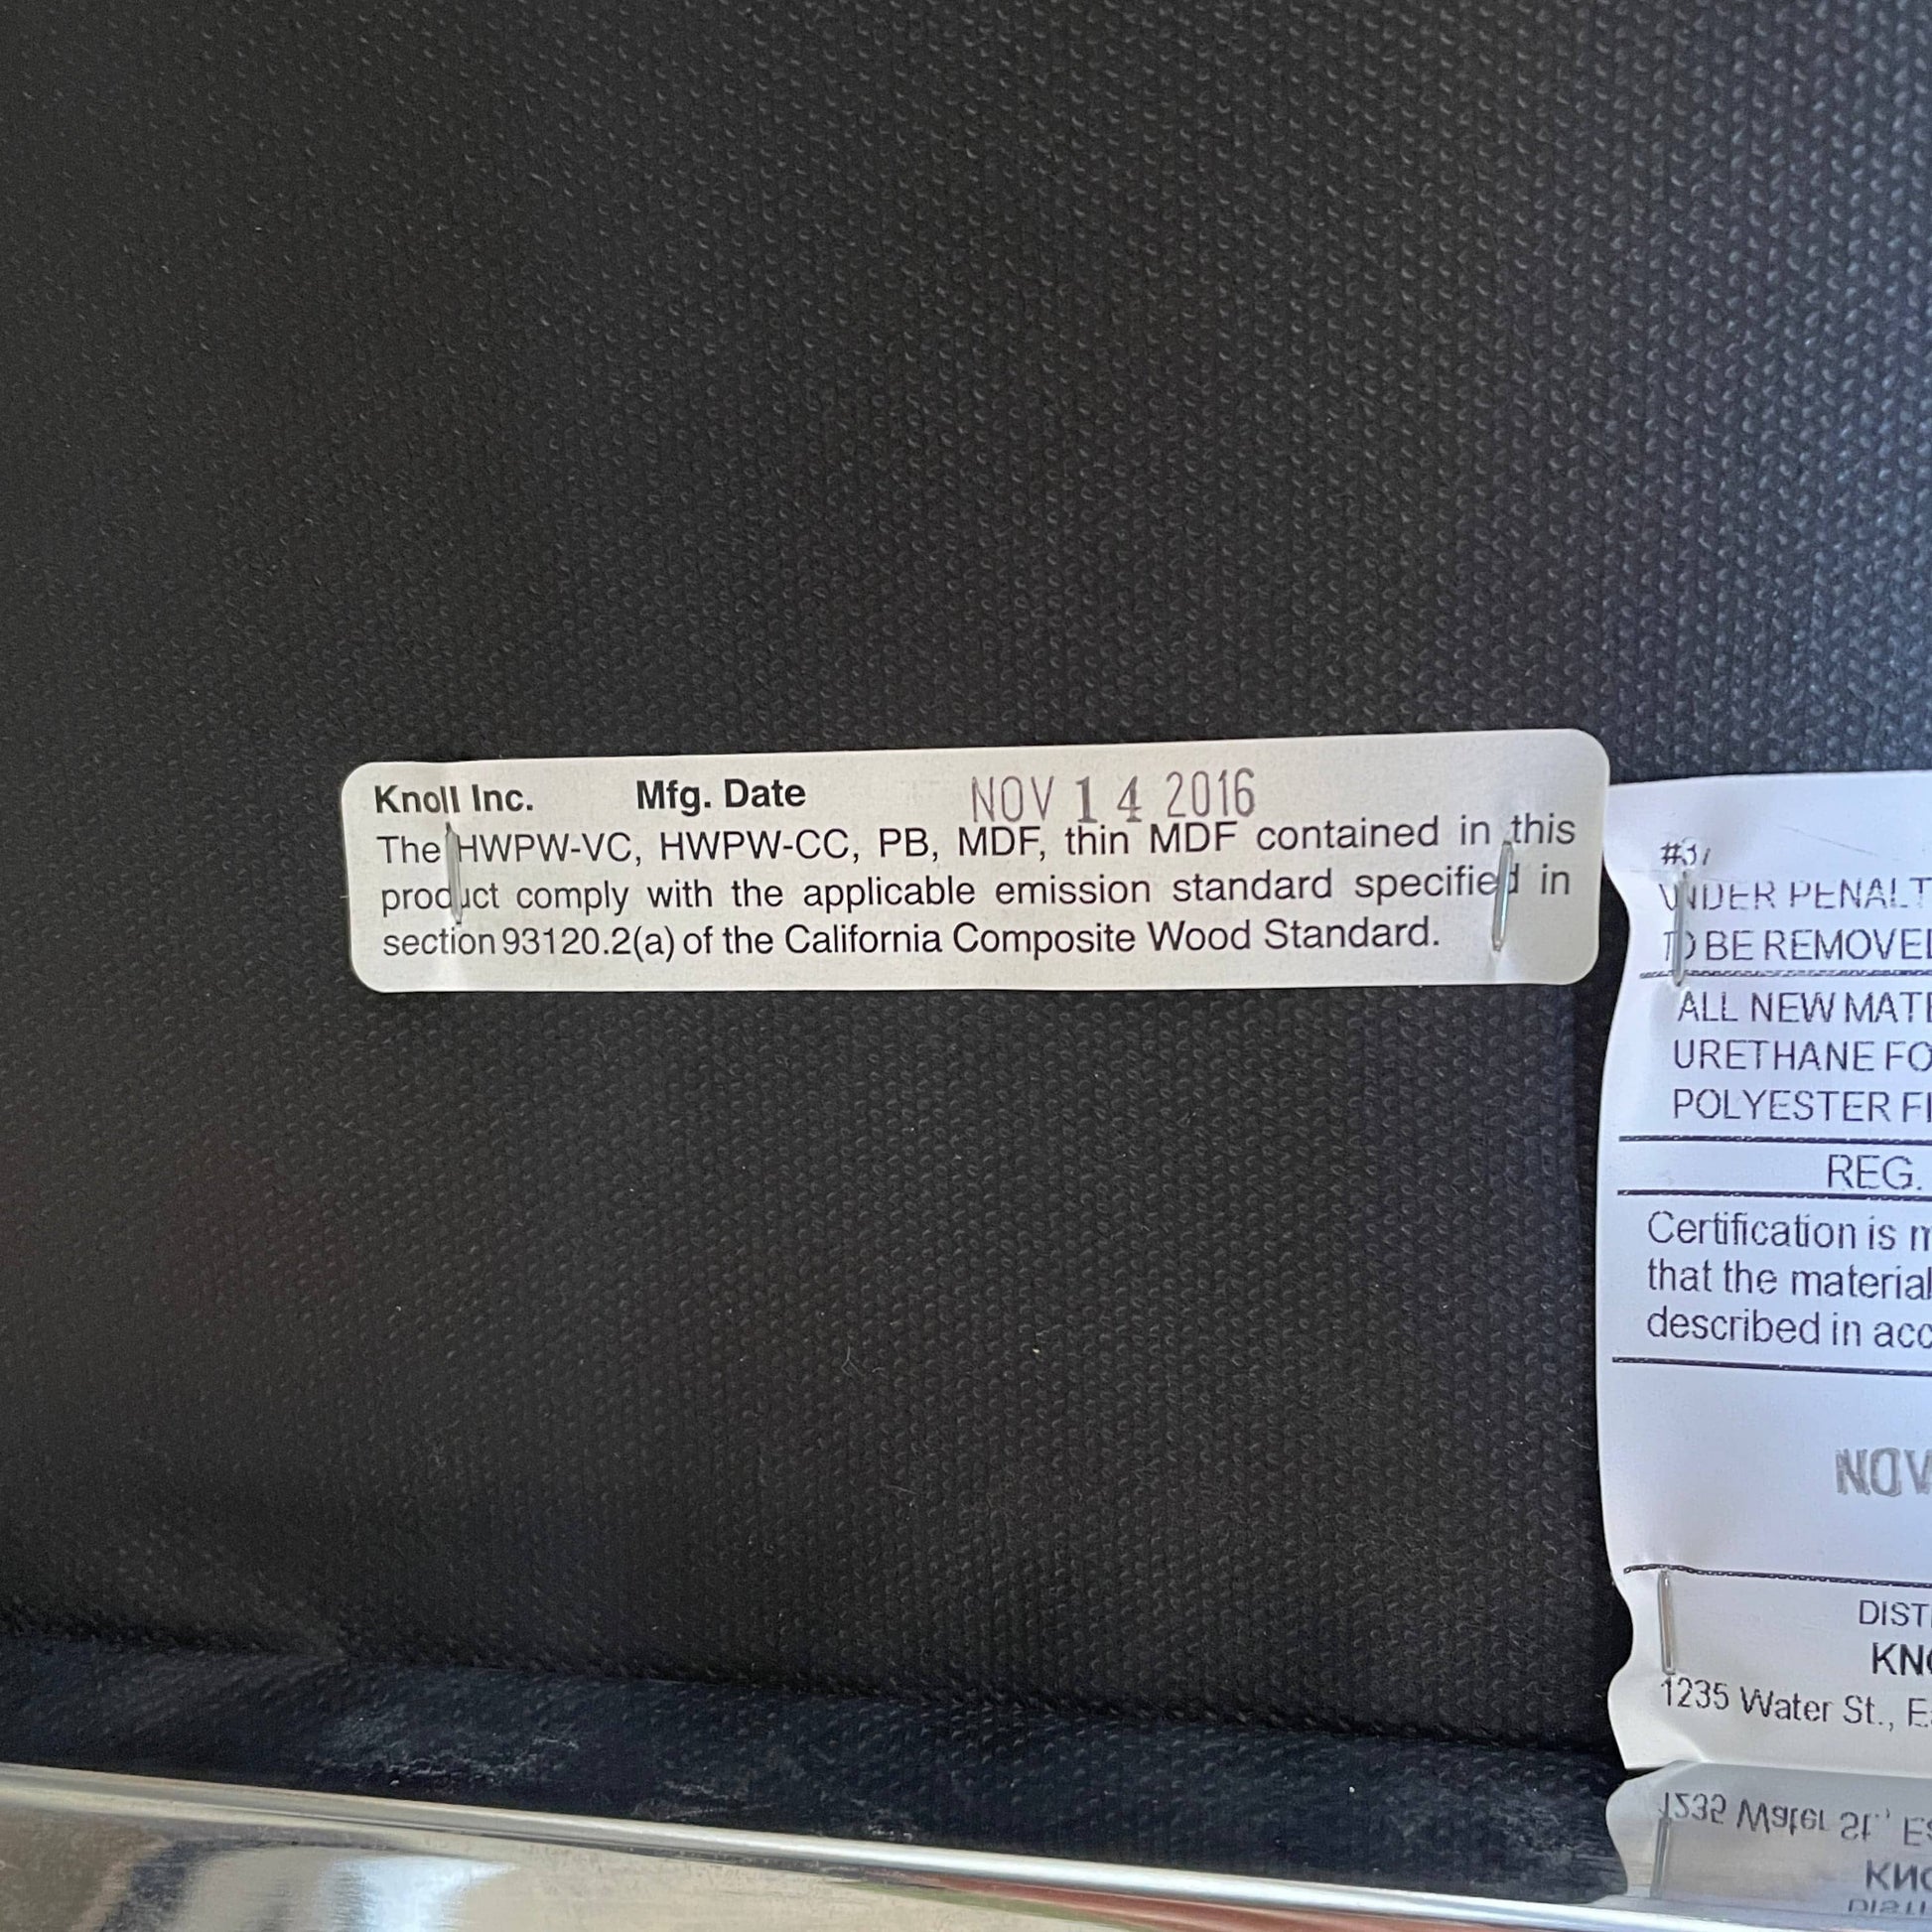 Knoll Inc. Mfg. Date NOV 14 2016
The HWPW-VC, HWPW-CC, PB, MDF, thin MDF contained in this
product comply with the applicable emission standard specified in
section 93120.2(a) of the California Composite Wood Standard.
UNDER PENALT
TO BE REMOVED
ALL NEW MATE
URETHANE FO
POLYESTER FI
REG.
Certification is m
that the material
described in acc
NOV
DIST
KNO
1235 Water St., Ea